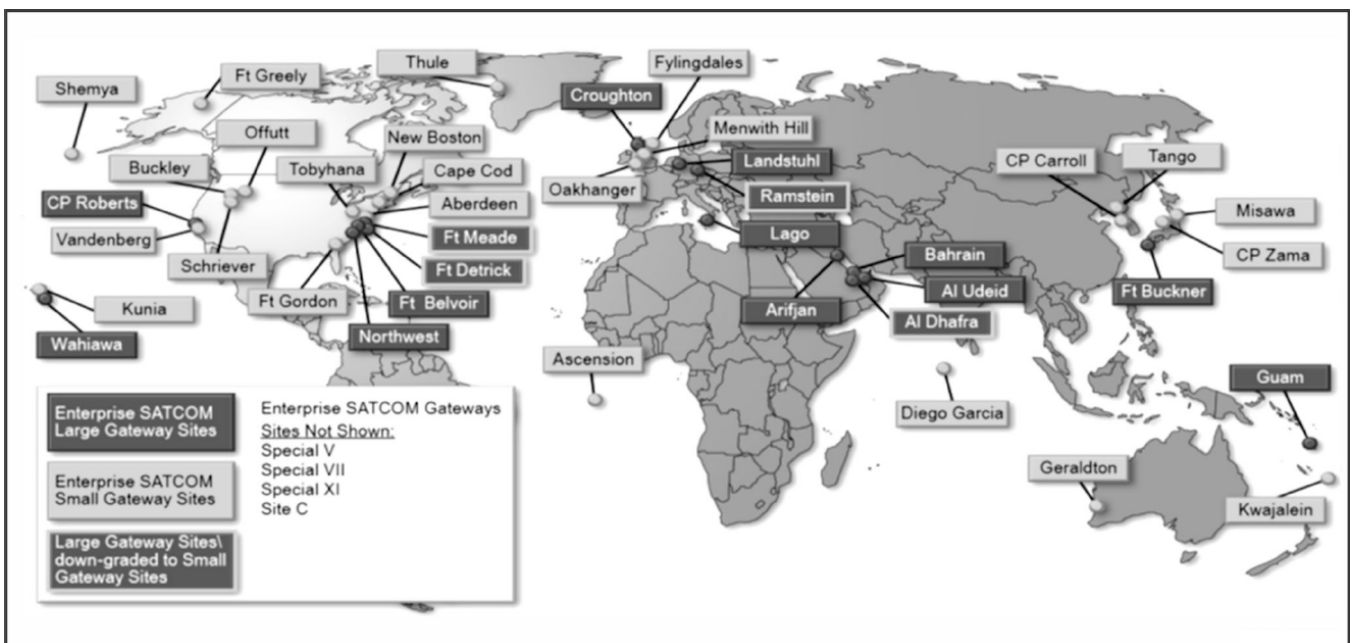 Shemya
Ft Greely
Thule
Fylingdales
Croughton
Offutt
New Boston
Menwith Hill
Buckley
Tobyhana
Cape Cod
Landstuhl
CP Carroll
Tango
CP Roberts
Aberdeen
Oakhanger
Ramstein
Misawa
Vandenberg
Ft Meade
Lago
Schriever
Ft Detrick
Bahrain
CP Zama
Kunia
Ft Gordon
Ft Belvoir
Arifjan
Al Udeid
Ft Buckner
Wahiawa
Northwest
Al Dhafra
Ascension
Guam
Diego Garcia
Geraldton
Kwajalein
Enterprise SATCOM
Large Gateway Sites
Enterprise SATCOM
Small Gateway Sites
Large Gateway Sites\
down-graded to Small
Gateway Sites
Enterprise SATCOM Gateways
Sites Not Shown:
Special V
Special VII
Special XI
Site C